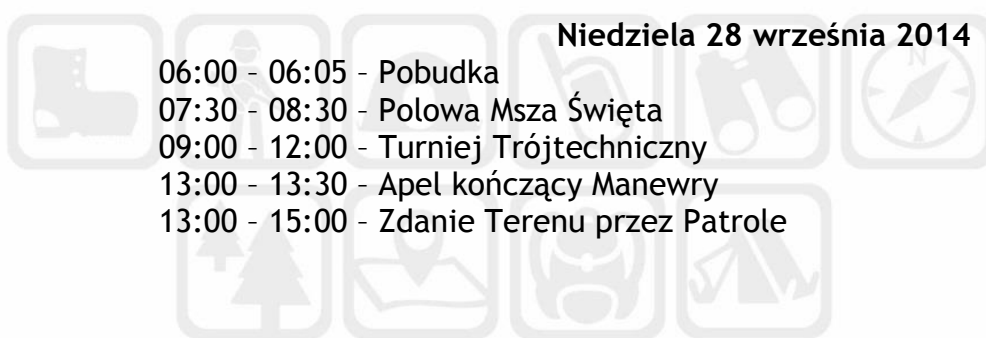 Niedziela 28 września 2014
06:00 – 06:05 – Pobudka
07:30 – 08:30 – Polowa Msza Święta
09:00 – 12:00 – Turniej Trójtechniczny
13:00 – 13:30 – Apel kończący Manewry
13:00 – 15:00 – Zdanie Terenu przez Patrole
N